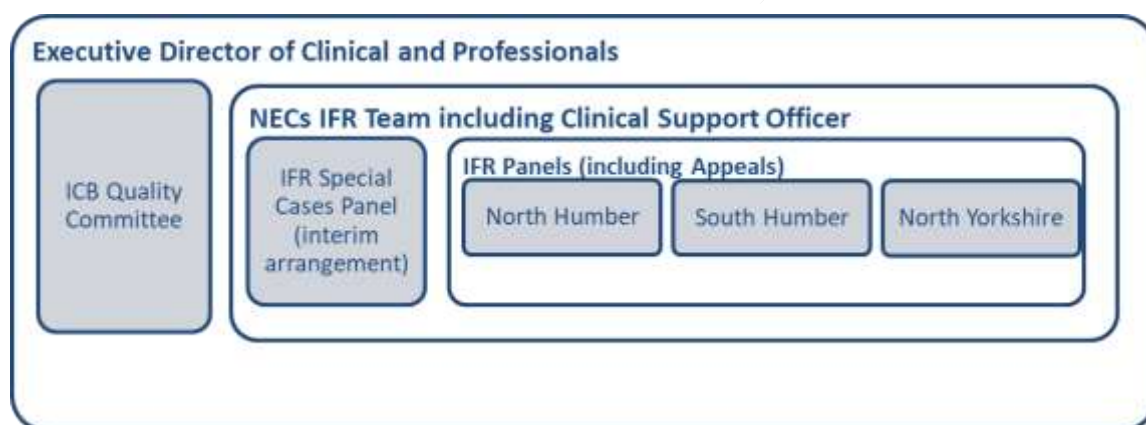 Executive Director of Clinical and Professionals
NECs IFR Team including Clinical Support Officer
ICB Quality
Committee
IFR Special
Cases Panel
(interim
arrangement)
IFR Panels (including Appeals)
North Humber
South Humber
North Yorkshire